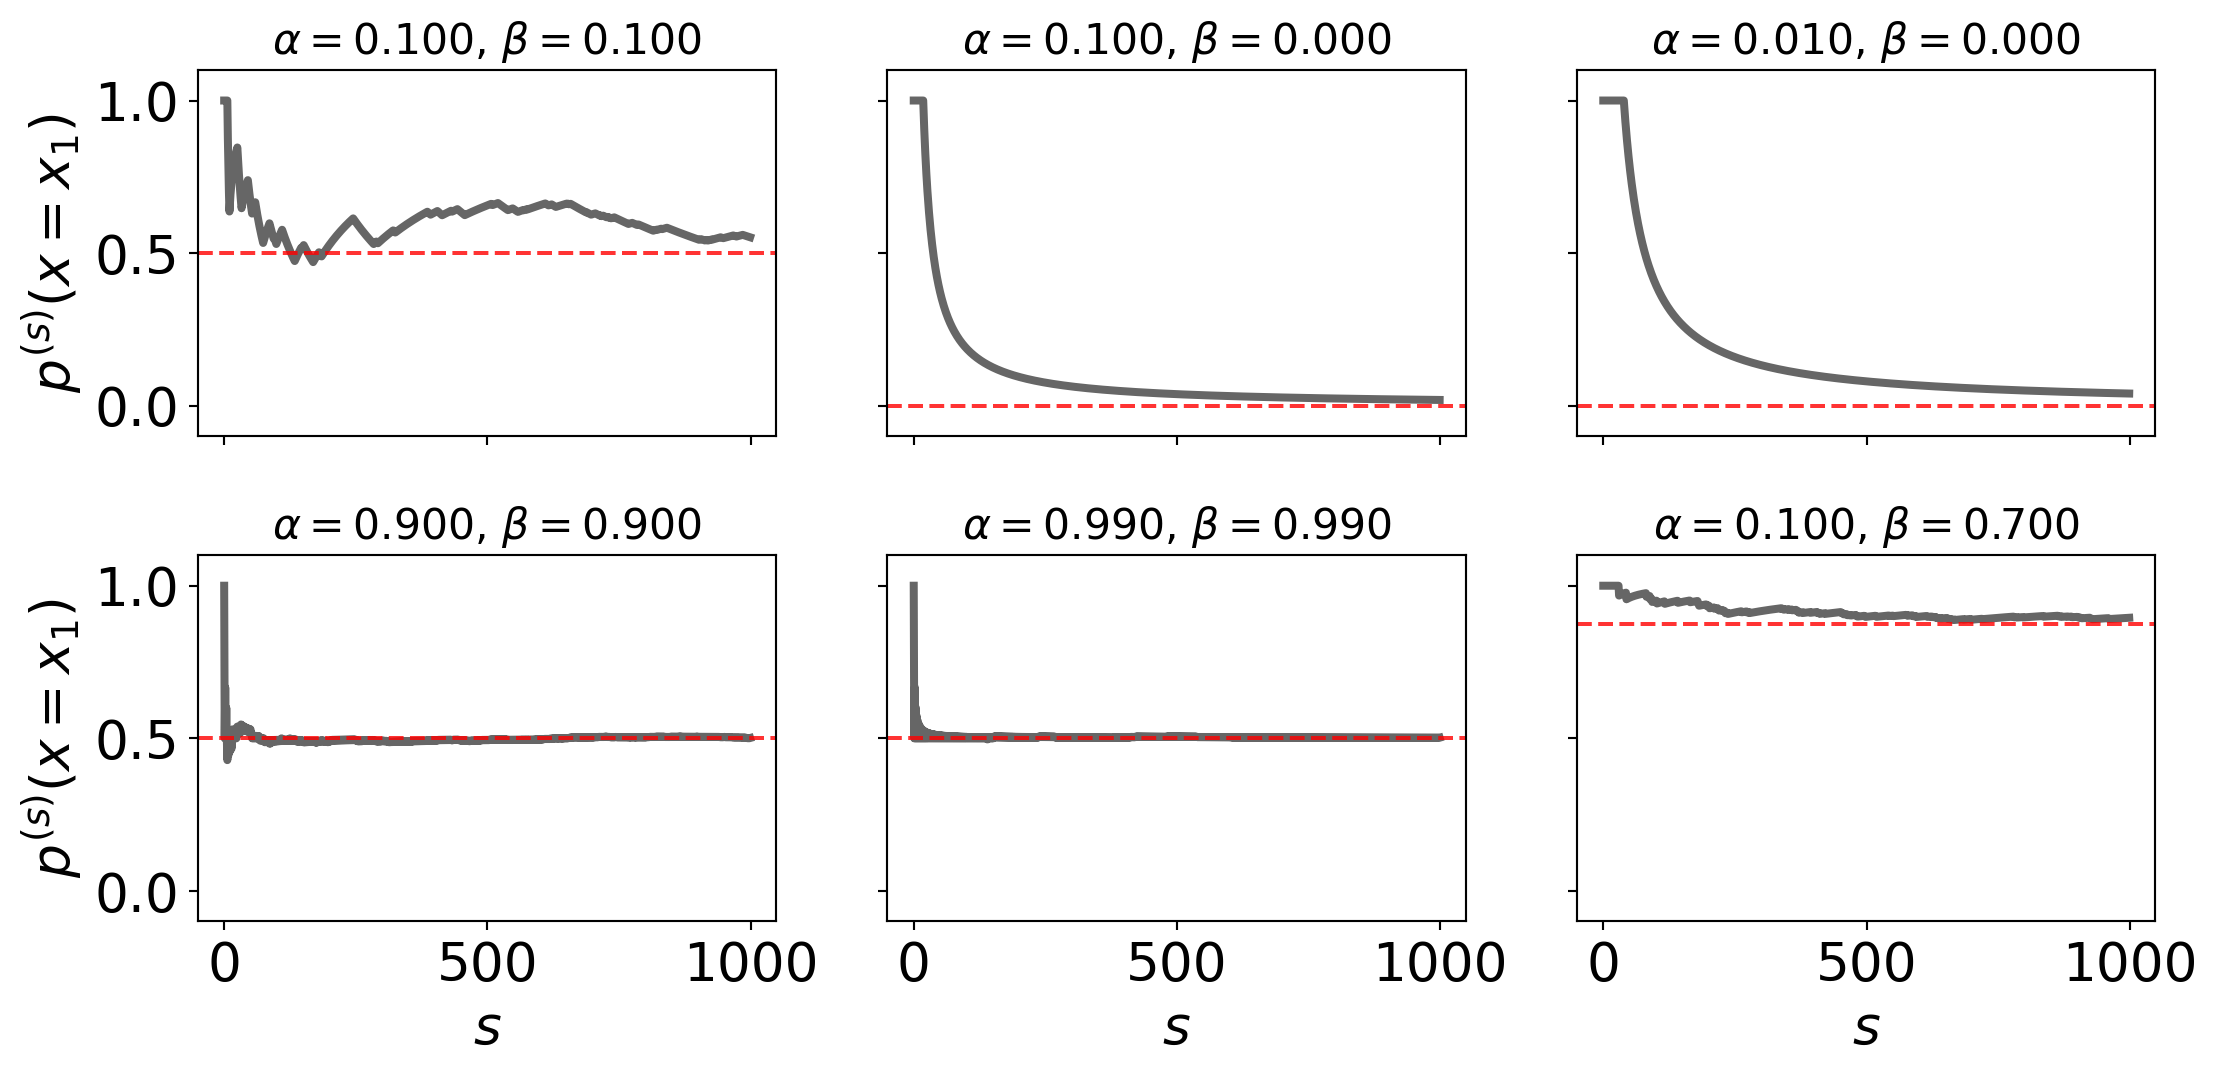 α = 0.100, β = 0.100
α = 0.100, β = 0.000
α = 0.010, β = 0.000
p^(s)(x = x₁)
1.0
0.5
0.0
α = 0.900, β = 0.900
α = 0.990, β = 0.990
α = 0.100, β = 0.700
p^(s)(x = x₁)
1.0
0.5
0.0
0 500 1000
0 500 1000
0 500 1000
s
s
s